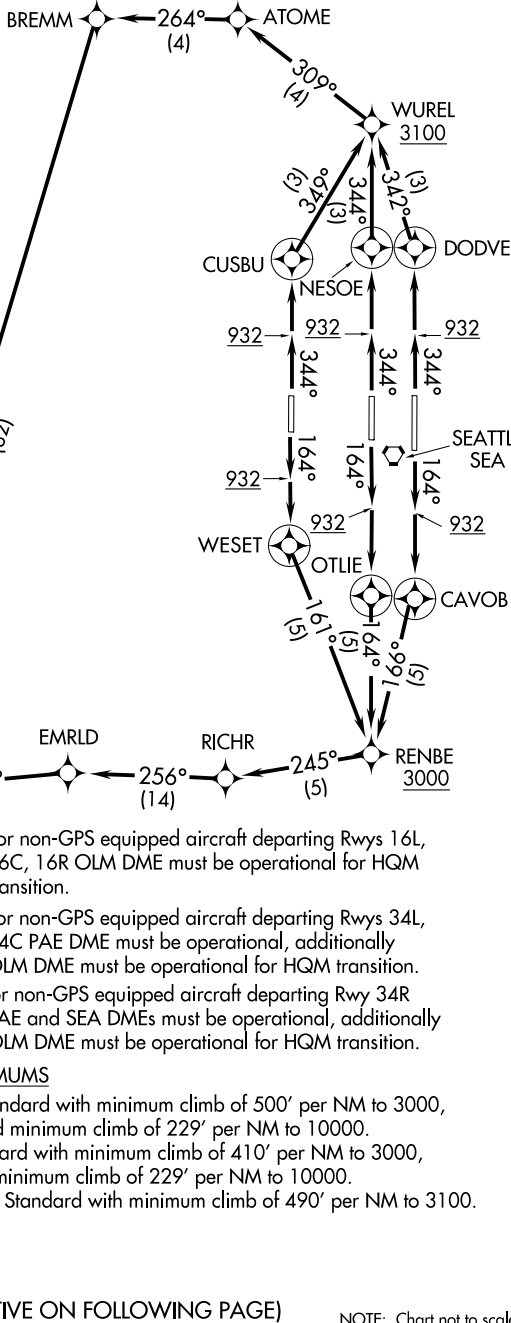 BREMM
264°
(4)
ATOME
309°
(4)
WUREL
3100
(3)
349°
(3)
344°
342°
(3)
CUSBU
NESOE
DODVE
932
932
932
344°
344°
344°
164°
164°
164°
SEATTL
SEA
932
932
932
WESET
OTLIE
CAVOB
161°
(5)
164°
(5)
166°
(5)
EMRLD
RICHR
RENBE
3000
256°
(14)
245°
(5)
or non-GPS equipped aircraft departing Rwys 16L,
6C, 16R OLM DME must be operational for HQM
ansition.
or non-GPS equipped aircraft departing Rwys 34L,
4C PAE DME must be operational, additionally
OLM DME must be operational for HQM transition.
or non-GPS equipped aircraft departing Rwy 34R
AE and SEA DMEs must be operational, additionally
OLM DME must be operational for HQM transition.
MUMS
ndard with minimum climb of 500' per NM to 3000,
d minimum climb of 229' per NM to 10000.
ard with minimum climb of 410' per NM to 3000,
minimum climb of 229' per NM to 10000.
Standard with minimum climb of 490' per NM to 3100.
TIVE ON FOLLOWING PAGE)
NOTE: Chart not to scale